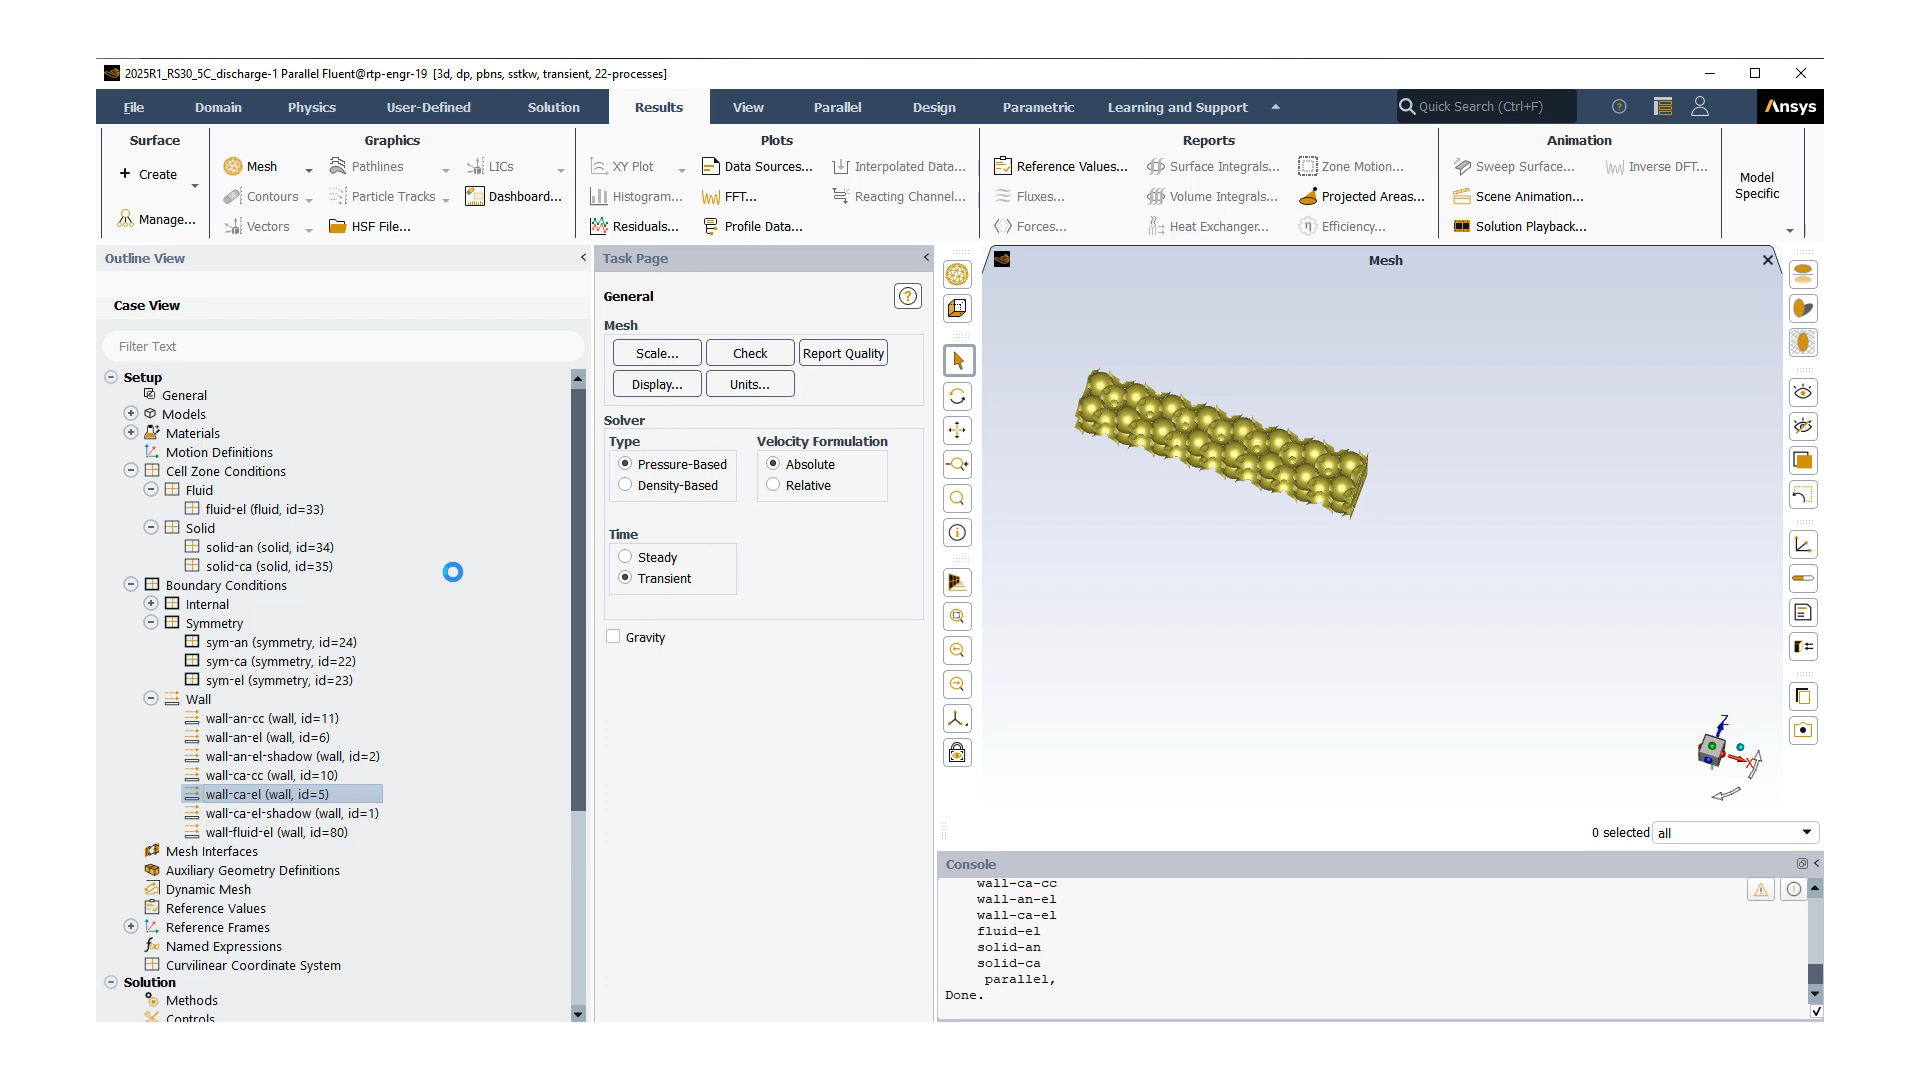 2025R1_RS30_5C_discharge-1 Parallel Fluent@rtp-engr-19 [3d, dp, pbns, sstkw, transient, 22-processes]
File Domain Physics User-Defined Solution Results View Parallel Design Parametric Learning and Support Quick Search (Ctrl+F) Ansys
Surface Graphics Plots Reports Animation
Create Mesh Pathlines LICs XY Plot Data Sources... Interpolated Data... Reference Values... Surface Integrals... Zone Motion... Sweep Surface... Inverse DFT...
Contours Particle Tracks Dashboard... Histogram... FFT... Reacting Channel... Fluxes... Volume Integrals... Projected Areas... Scene Animation...
Manage... Vectors HSF File... Residuals... Profile Data... Forces... Heat Exchanger... Efficiency... Solution Playback...
Model
Specific
Outline View
Case View
Filter Text
Setup
General
Models
Materials
Motion Definitions
Cell Zone Conditions
Fluid
fluid-el (fluid, id=33)
Solid
solid-an (solid, id=34)
solid-ca (solid, id=35)
Boundary Conditions
Internal
Symmetry
sym-an (symmetry, id=24)
sym-ca (symmetry, id=22)
sym-el (symmetry, id=23)
Wall
wall-an-cc (wall, id=11)
wall-an-el (wall, id=6)
wall-an-el-shadow (wall, id=2)
wall-ca-cc (wall, id=10)
wall-ca-el (wall, id=5)
wall-ca-el-shadow (wall, id=1)
wall-fluid-el (wall, id=80)
Mesh Interfaces
Auxiliary Geometry Definitions
Dynamic Mesh
Reference Values
Reference Frames
Named Expressions
Curvilinear Coordinate System
Solution
Methods
Controls
Task Page
General
Mesh
Scale... Check Report Quality
Display... Units...
Solver
Type Velocity Formulation
Pressure-Based Absolute
Density-Based Relative
Time
Steady
Transient
Gravity
Mesh
Z
X
0 selected all
Console
wall-ca-cc
wall-an-el
wall-ca-el
fluid-el
solid-an
solid-ca
parallel,
Done.